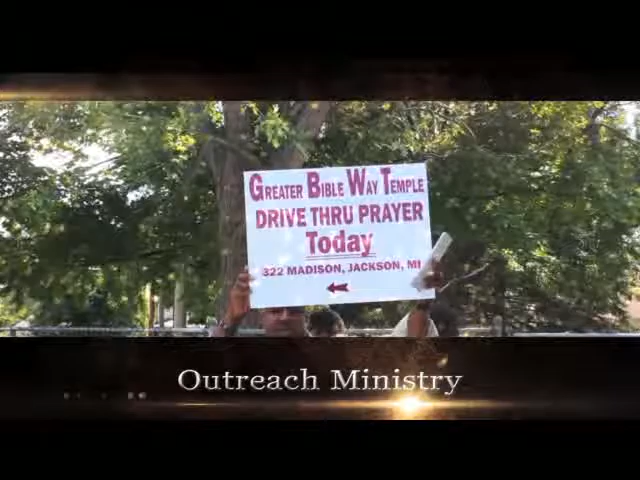 Greater Bible Way Temple
DRIVE THRU PRAYER
Today
322 MADISON, JACKSON, MI
Outreach Ministry